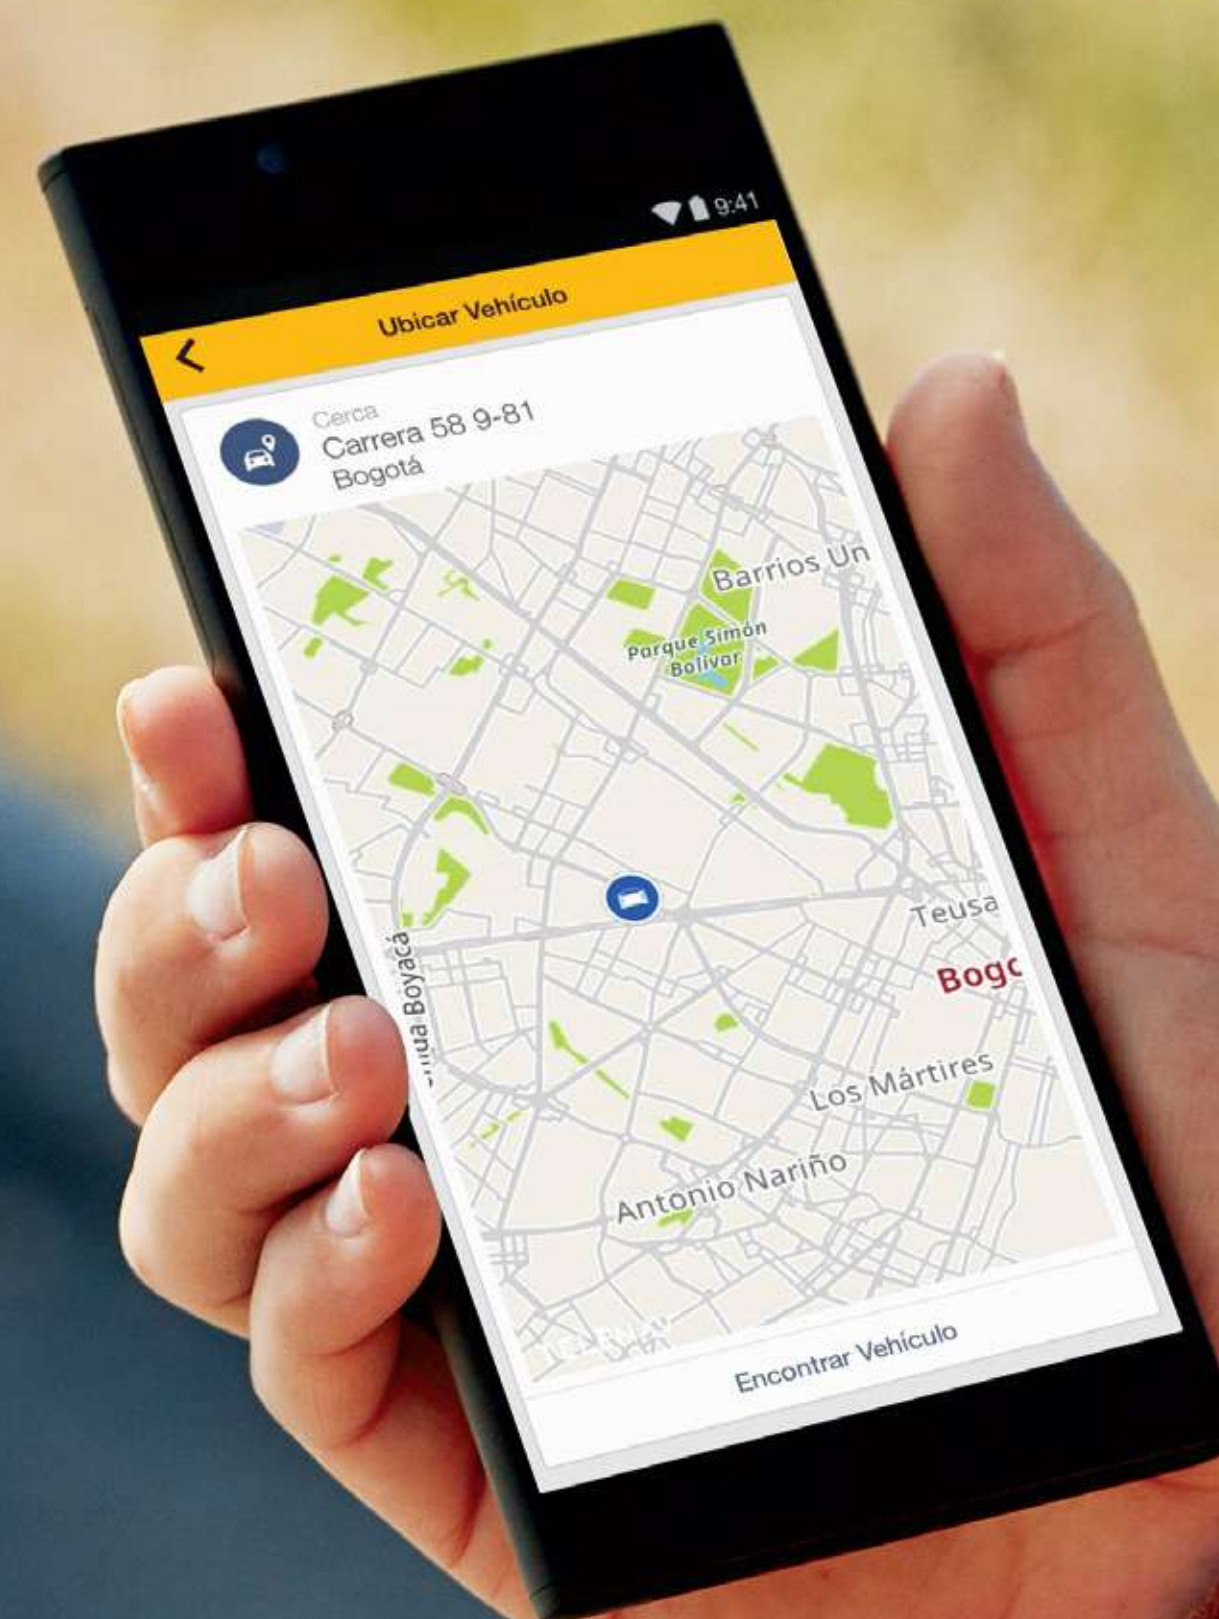 9:41
Ubicar Vehículo
Cerca
Carrera 58 9-81
Bogotá
Barrios Un
Parque Simón
Bolívar
Teusa
Bogo
Boyacá
Los Mártires
Antonio Nariño
Encontrar Vehículo